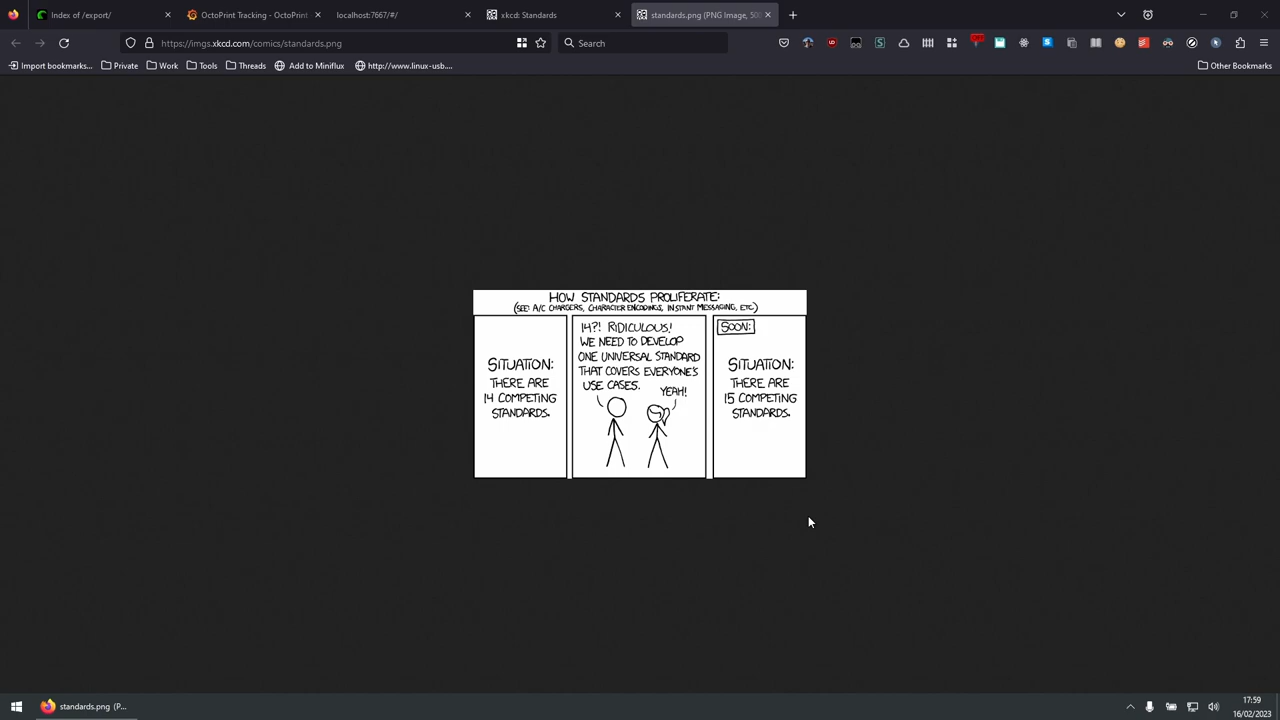 Index of /export/
OctoPrint Tracking - OctoPrint
localhost:7667/#/
xkcd: Standards
standards.png (PNG Image, 500
https://imgs.xkcd.com/comics/standards.png
Search
Import bookmarks...
Private
Work
Tools
Threads
Add to Miniflux
http://www.linux-usb....
Other Bookmarks
HOW STANDARDS PROLIFERATE:
(SEE: A/C CHARGERS, CHARACTER ENCODINGS, INSTANT MESSAGING, ETC.)
SITUATION:
THERE ARE
14 COMPETING
STANDARDS.
14?! RIDICULOUS!
WE NEED TO DEVELOP
ONE UNIVERSAL STANDARD
THAT COVERS EVERYONE'S
USE CASES.
YEAH!
SOON:
SITUATION:
THERE ARE
15 COMPETING
STANDARDS.
standards.png (P...
17:59
16/02/2023